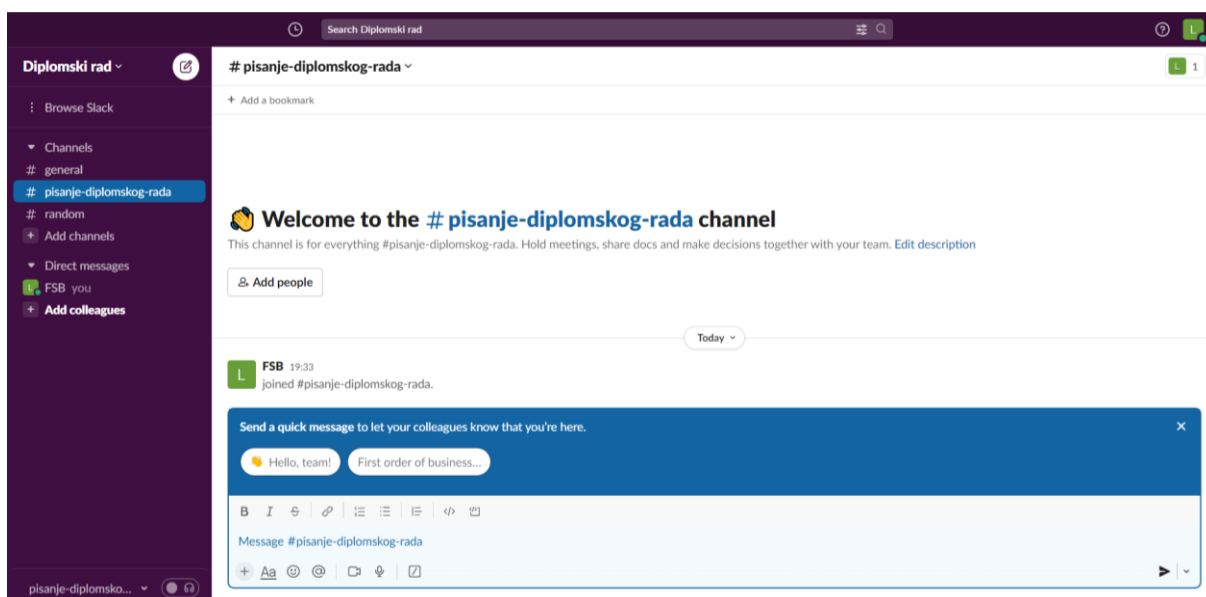 Search Diplomski rad
L
Diplomski rad
# pisanje-diplomskog-rada
L 1
Browse Slack
+ Add a bookmark
Channels
# general
# pisanje-diplomskog-rada
# random
+ Add channels
Direct messages
L FSB you
+ Add colleagues
Welcome to the # pisanje-diplomskog-rada channel
This channel is for everything #pisanje-diplomskog-rada. Hold meetings, share docs and make decisions together with your team. Edit description
Add people
Today
L
FSB 19:33
joined #pisanje-diplomskog-rada.
Send a quick message to let your colleagues know that you're here.
Hello, team!
First order of business...
B I S
Message #pisanje-diplomskog-rada
+ Aa @
pisanje-diplomsko...